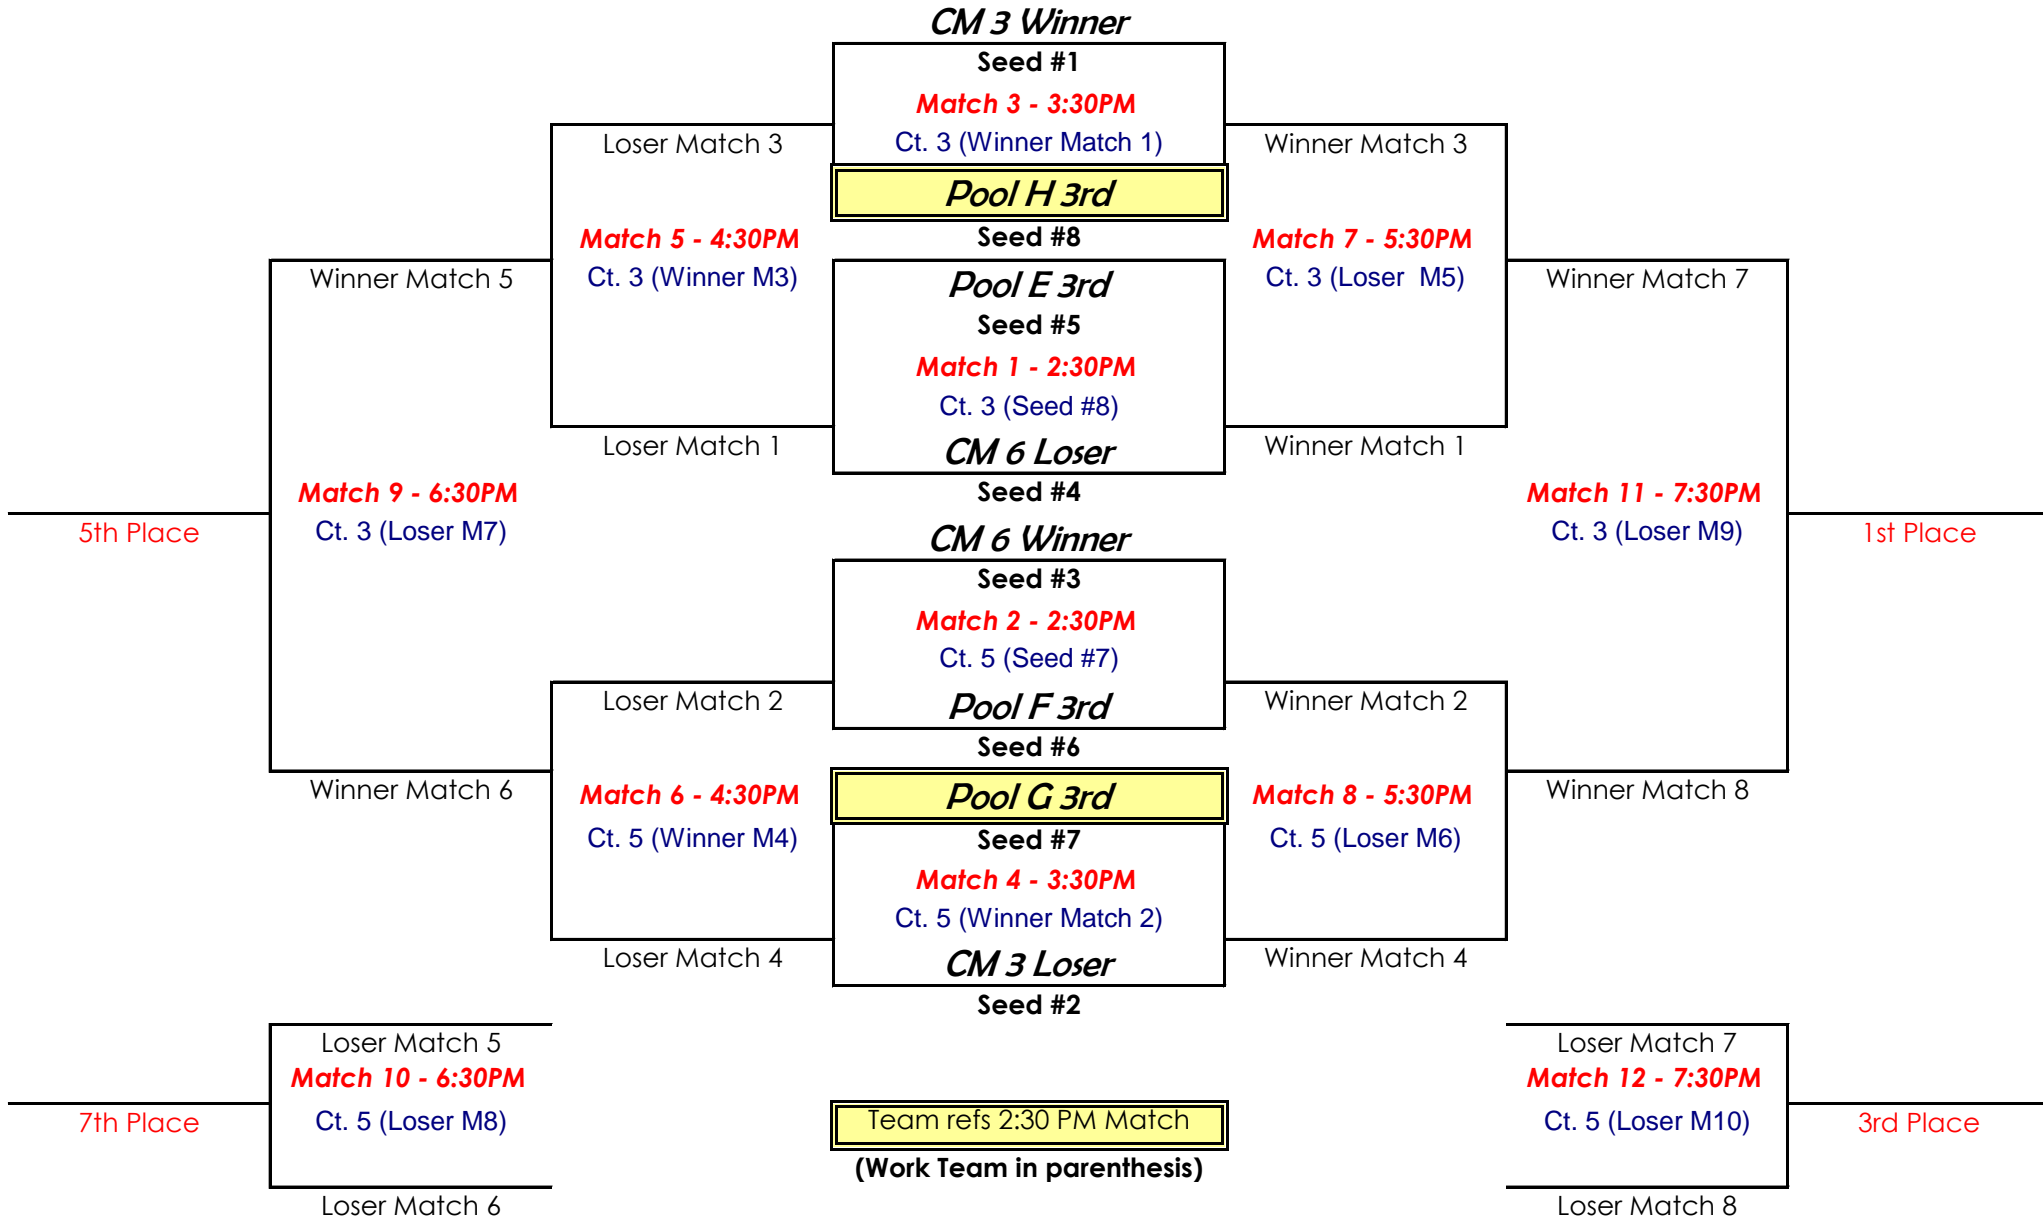 CM 3 Winner
Seed #1
Match 3 - 3:30PM
Loser Match 3
Ct. 3 (Winner Match 1)
Winner Match 3
Pool H 3rd
Match 5 - 4:30PM
Seed #8
Match 7 - 5:30PM
Winner Match 5
Ct. 3 (Winner M3)
Pool E 3rd
Ct. 3 (Loser  M5)
Winner Match 7
Seed #5
Match 1 - 2:30PM
Ct. 3 (Seed #8)
Loser Match 1
CM 6 Loser
Winner Match 1
Match 9 - 6:30PM
Seed #4
Match 11 - 7:30PM
5th Place
Ct. 3 (Loser M7)
CM 6 Winner
Ct. 3 (Loser M9)
1st Place
Seed #3
Match 2 - 2:30PM
Ct. 5 (Seed #7)
Loser Match 2
Pool F 3rd
Winner Match 2
Seed #6
Winner Match 6
Match 6 - 4:30PM
Pool G 3rd
Match 8 - 5:30PM
Winner Match 8
Ct. 5 (Winner M4)
Seed #7
Ct. 5 (Loser M6)
Match 4 - 3:30PM
Ct. 5 (Winner Match 2)
Loser Match 4
CM 3 Loser
Winner Match 4
Seed #2
Loser Match 5
Loser Match 7
Match 10 - 6:30PM
Match 12 - 7:30PM
7th Place
Ct. 5 (Loser M8)
Team refs 2:30 PM Match
Ct. 5 (Loser M10)
3rd Place
(Work Team in parenthesis)
Loser Match 6
Loser Match 8